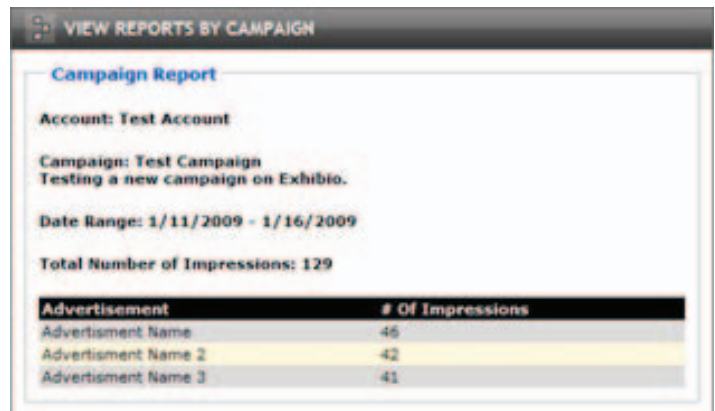 VIEW REPORTS BY CAMPAIGN
Campaign Report
Account: Test Account
Campaign: Test Campaign
Testing a new campaign on Exhibio.
Date Range: 1/11/2009 - 1/16/2009
Total Number of Impressions: 129
Advertisement # Of Impressions
Advertisment Name 46
Advertisment Name 2 42
Advertisment Name 3 41